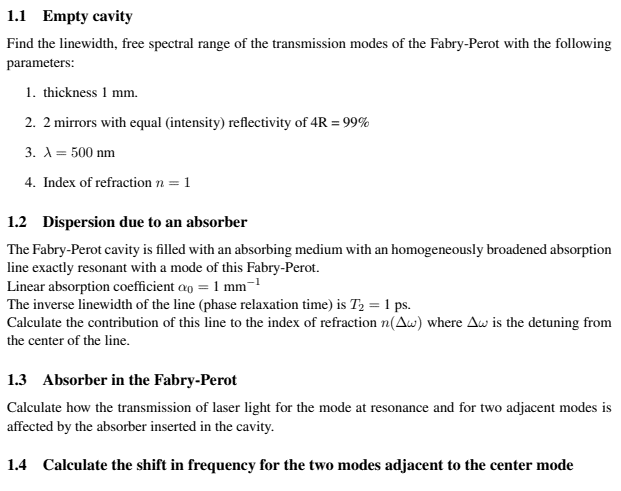 1.1 Empty cavity
Find the linewidth, free spectral range of the transmission modes of the Fabry-Perot with the following
parameters:
1. thickness 1 mm.
2. 2 mirrors with equal (intensity) reflectivity of 4R = 99%
3. λ = 500 nm
4. Index of refraction n = 1
1.2 Dispersion due to an absorber
The Fabry-Perot cavity is filled with an absorbing medium with an homogeneously broadened absorption
line exactly resonant with a mode of this Fabry-Perot.
Linear absorption coefficient α₀ = 1 mm⁻¹
The inverse linewidth of the line (phase relaxation time) is T₂ = 1 ps.
Calculate the contribution of this line to the index of refraction n(Δω) where Δω is the detuning from
the center of the line.
1.3 Absorber in the Fabry-Perot
Calculate how the transmission of laser light for the mode at resonance and for two adjacent modes is
affected by the absorber inserted in the cavity.
1.4 Calculate the shift in frequency for the two modes adjacent to the center mode